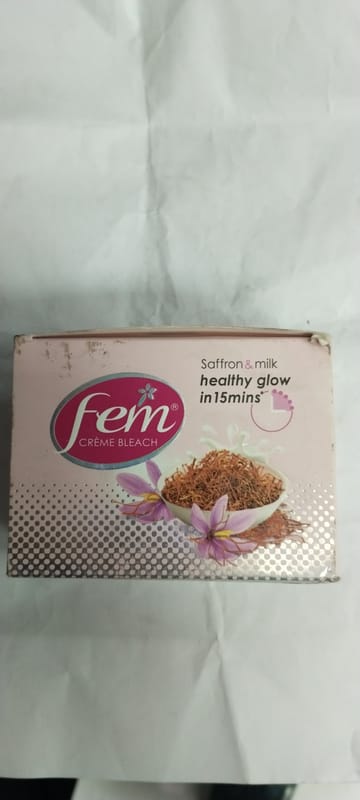 fem®
CRÈME BLEACH
Saffron & milk
healthy glow
in15mins*